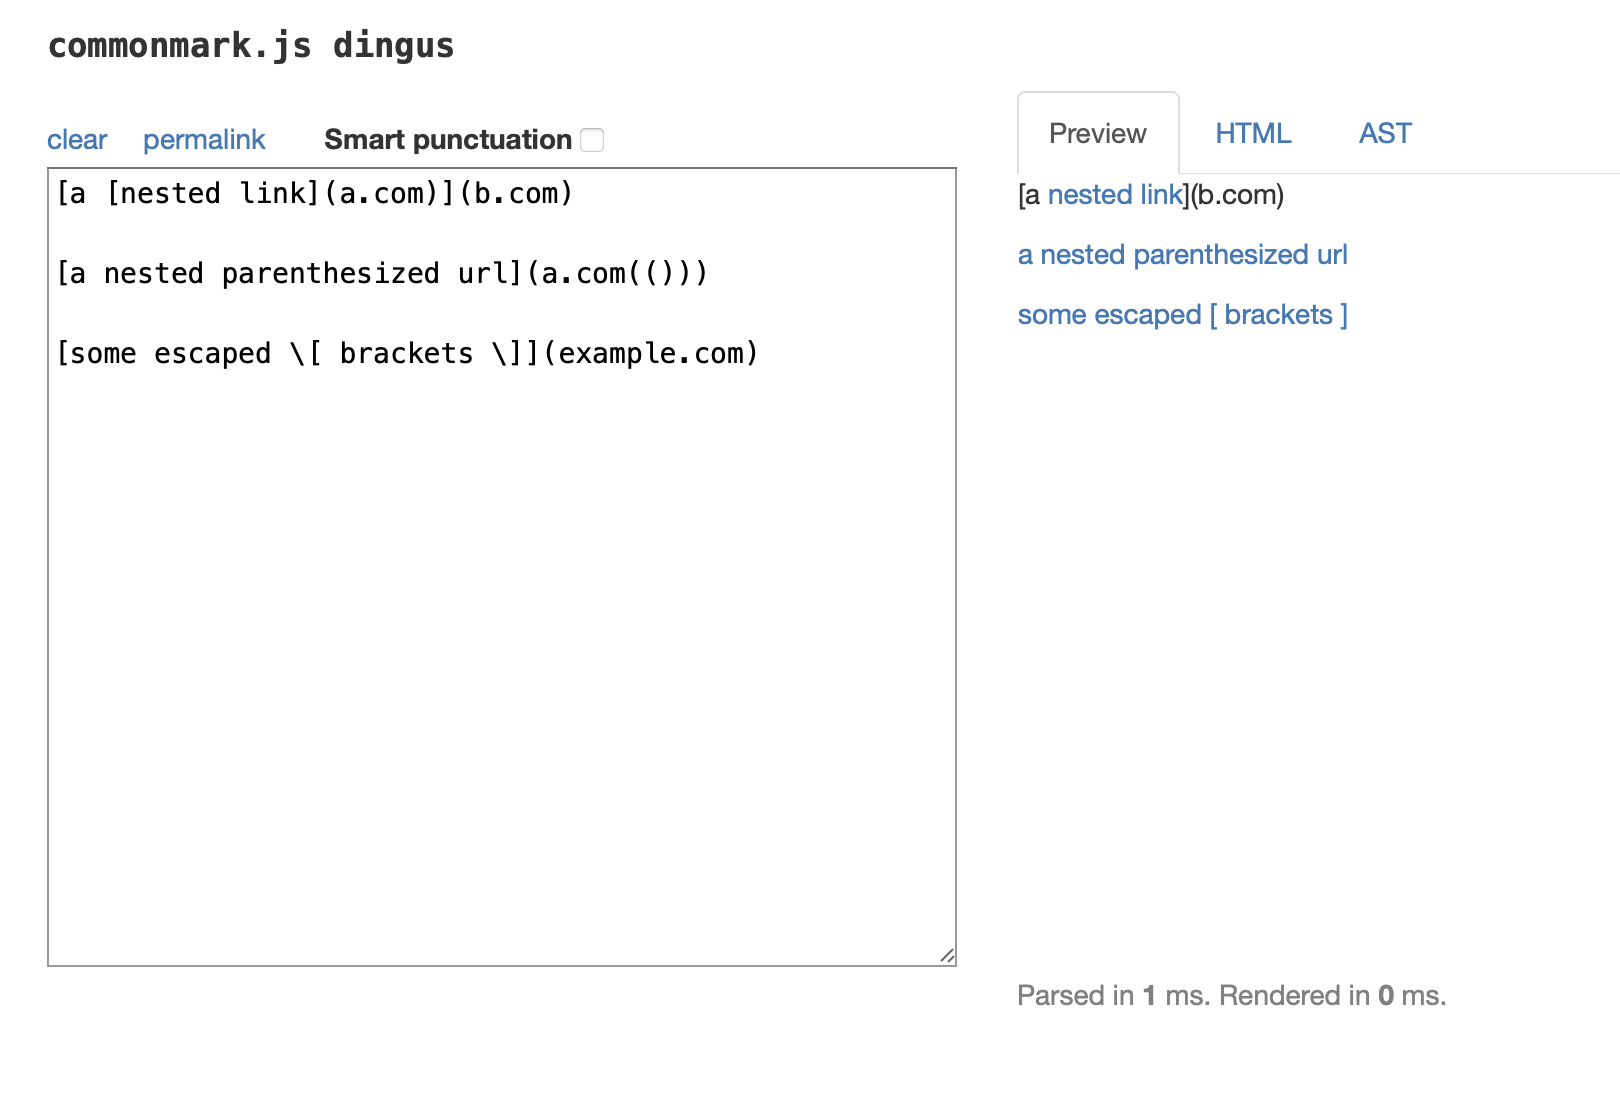 commonmark.js dingus
clear permalink Smart punctuation
[a [nested link](a.com)](b.com)
[a nested parenthesized url](a.com(()))
[some escaped \[ brackets \]](example.com)
Preview HTML AST
[a nested link](b.com)
a nested parenthesized url
some escaped [ brackets ]
Parsed in 1 ms. Rendered in 0 ms.